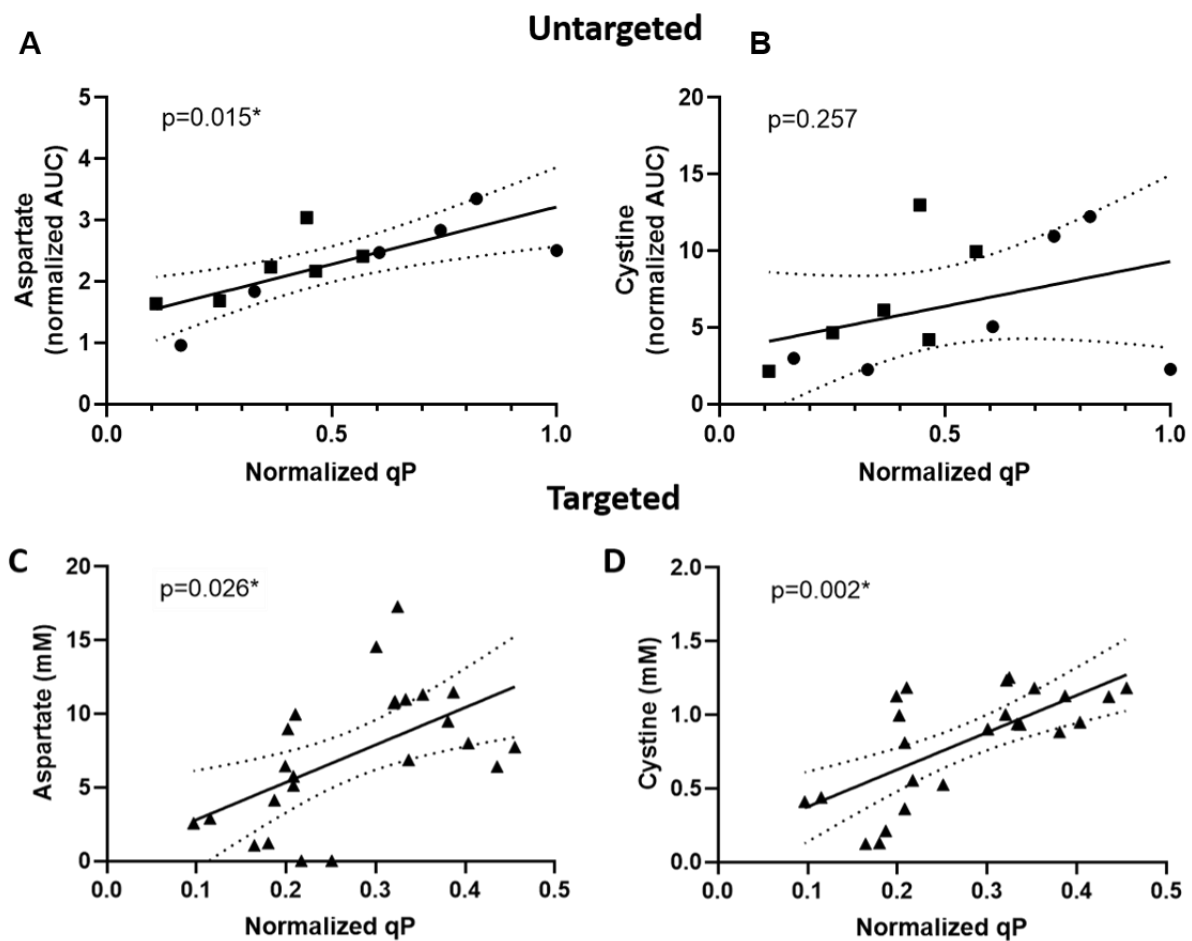 Untargeted
A
p=0.015*
5
4
3
2
1
0
Aspartate
(normalized AUC)
0.0
0.5
1.0
Normalized qP
B
p=0.257
20
15
10
5
0
Cystine
(normalized AUC)
0.0
0.5
1.0
Normalized qP
Targeted
C
p=0.026*
20
15
10
5
0
Aspartate (mM)
0.0
0.1
0.2
0.3
0.4
0.5
Normalized qP
D
p=0.002*
2.0
1.5
1.0
0.5
0.0
Cystine (mM)
0.0
0.1
0.2
0.3
0.4
0.5
Normalized qP